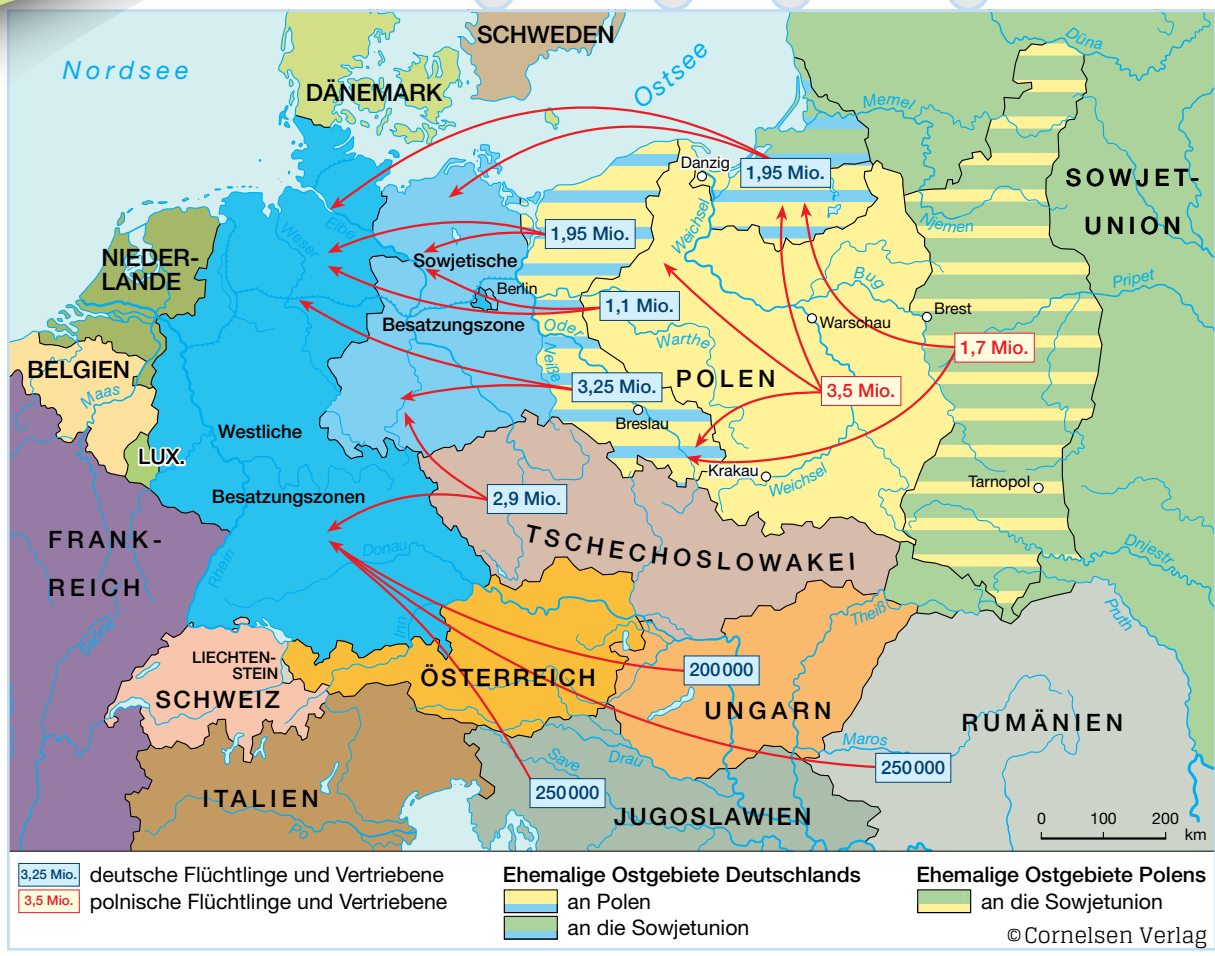 SCHWEDEN
Nordsee
DÄNEMARK
Ostsee
Düna
Memel
Danzig
1,95 Mio.
SOWJET-
UNION
Weichsel
Njemen
Elbe
Weser
1,95 Mio.
NIEDER-
LANDE
Sowjetische
Berlin
Besatzungszone
Bug
Pripet
1,1 Mio.
Brest
Oder
Neiße
Warthe
Warschau
1,7 Mio.
BELGIEN
Maas
3,25 Mio.
POLEN
3,5 Mio.
Breslau
LUX.
Westliche
Besatzungszonen
Krakau
Weichsel
Tarnopol
2,9 Mio.
FRANK-
REICH
TSCHECHOSLOWAKEI
Donau
Rhein
Dnjestr
Inn
Theiß
Pruth
Saône
LIECHTEN-
STEIN
SCHWEIZ
ÖSTERREICH
200 000
UNGARN
RUMÄNIEN
Maros
Save
Drau
250 000
250 000
ITALIEN
Po
JUGOSLAWIEN
0 100 200
km
3,25 Mio. deutsche Flüchtlinge und Vertriebene
3,5 Mio. polnische Flüchtlinge und Vertriebene
Ehemalige Ostgebiete Deutschlands
an Polen
an die Sowjetunion
Ehemalige Ostgebiete Polens
an die Sowjetunion
© Cornelsen Verlag